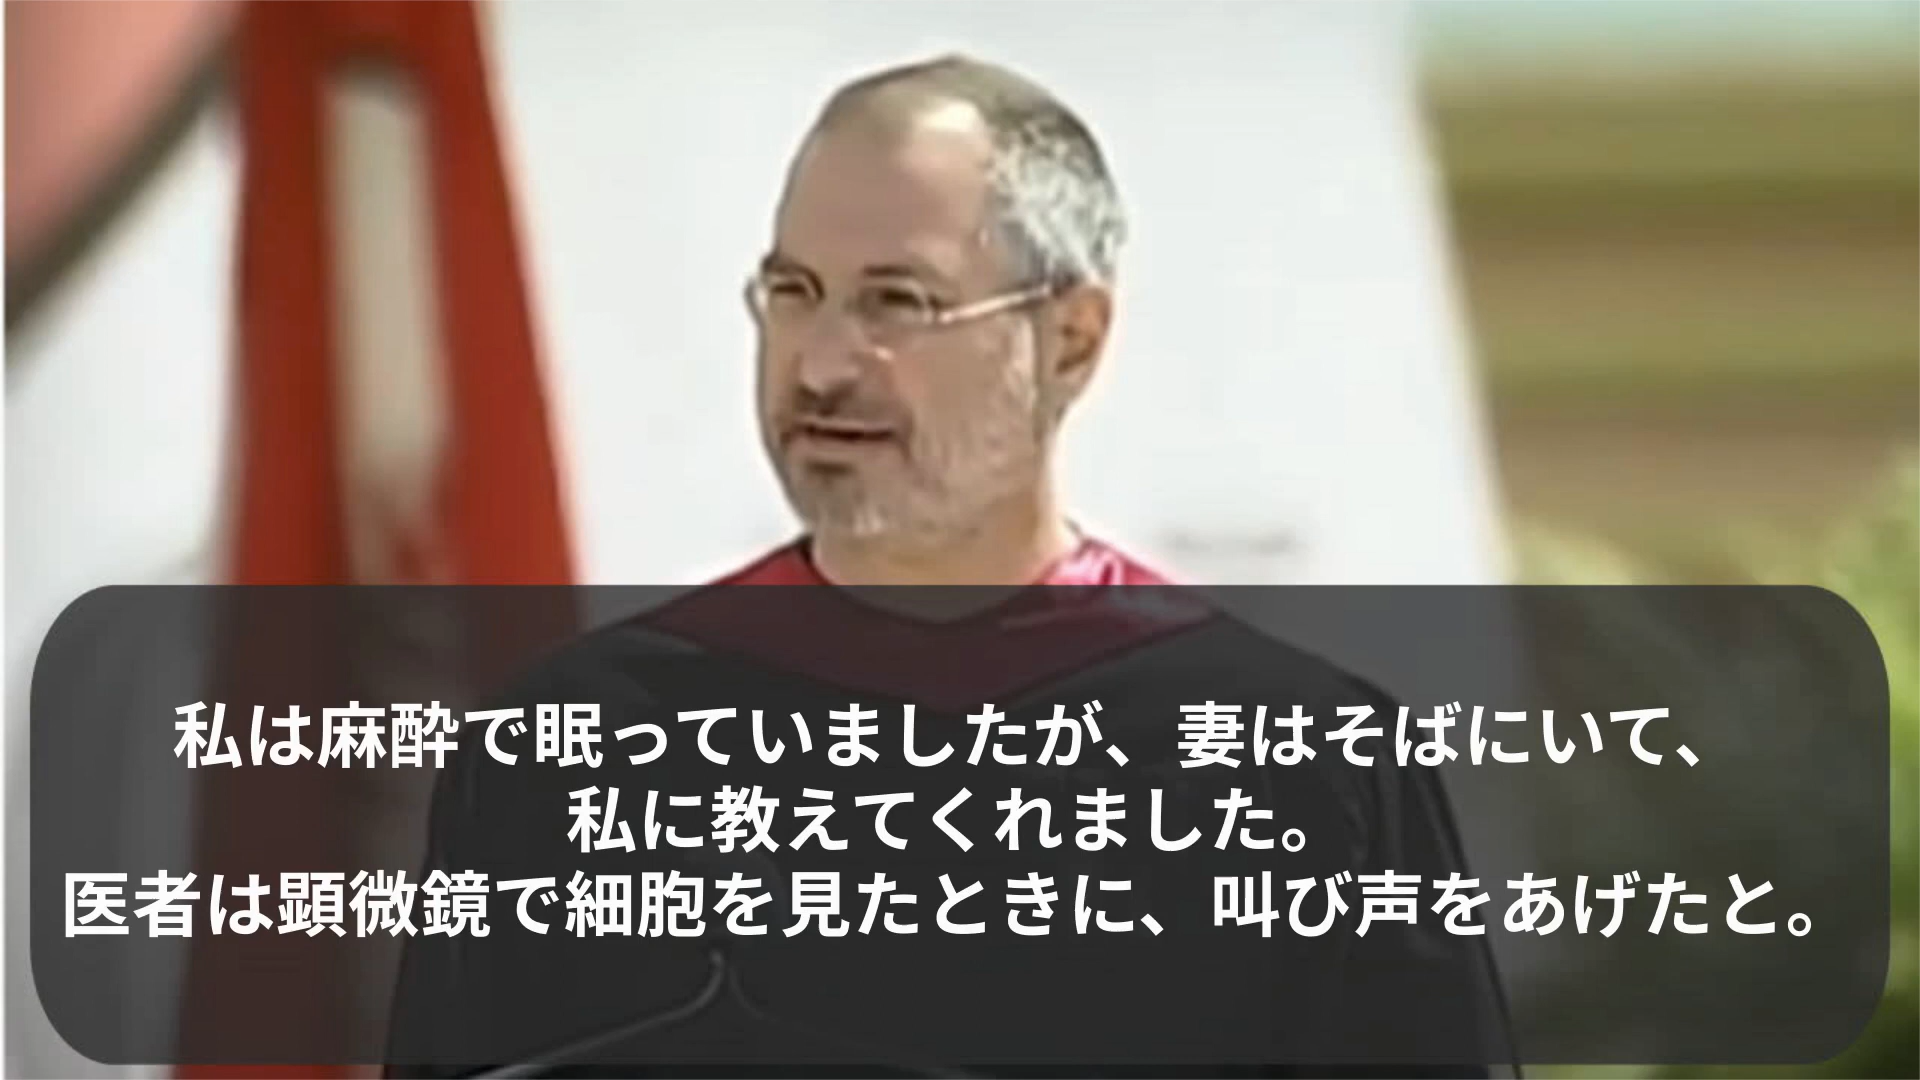 私は麻酔で眠っていましたが、妻はそばにいて、
私に教えてくれました。
医者は顕微鏡で細胞を見たときに、叫び声をあげたと。